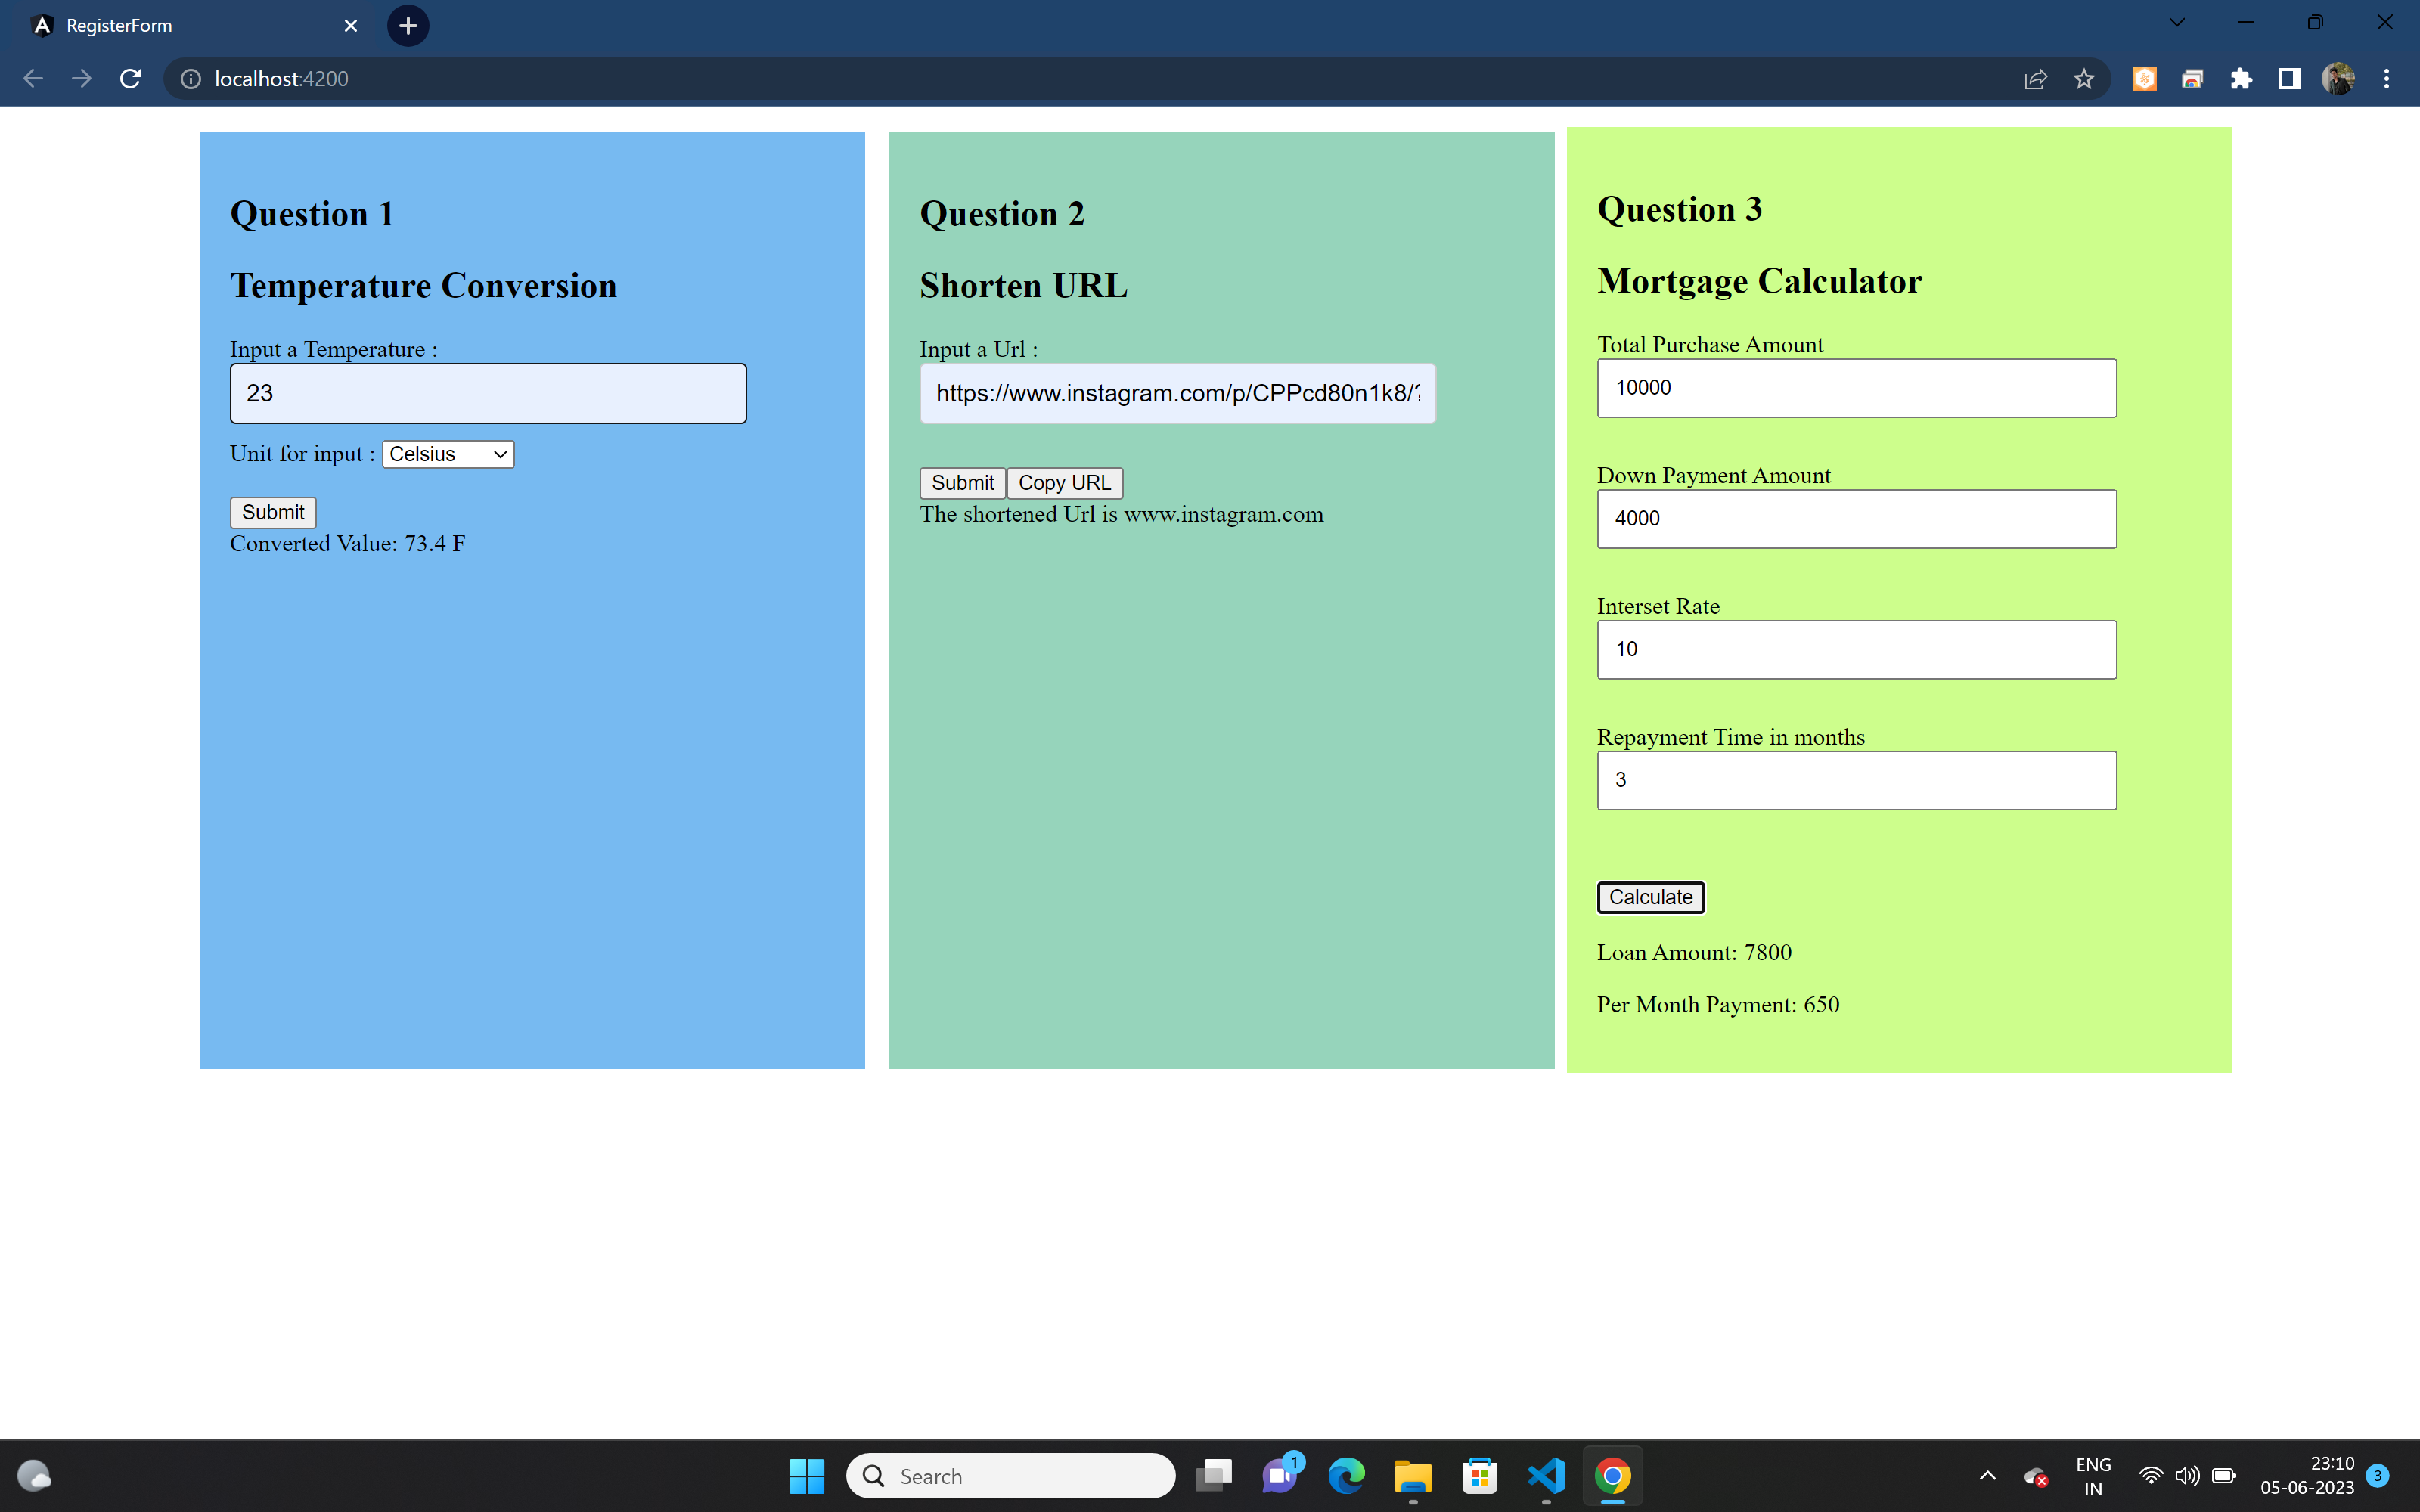 RegisterForm
localhost:4200
Question 1
Temperature Conversion
Input a Temperature :
23
Unit for input : Celsius
Submit
Converted Value: 73.4 F
Question 2
Shorten URL
Input a Url :
https://www.instagram.com/p/CPPcd80n1k8/?
Submit Copy URL
The shortened Url is www.instagram.com
Question 3
Mortgage Calculator
Total Purchase Amount
10000
Down Payment Amount
4000
Interset Rate
10
Repayment Time in months
3
Calculate
Loan Amount: 7800
Per Month Payment: 650
Search
1
ENG
IN
23:10
05-06-2023
3